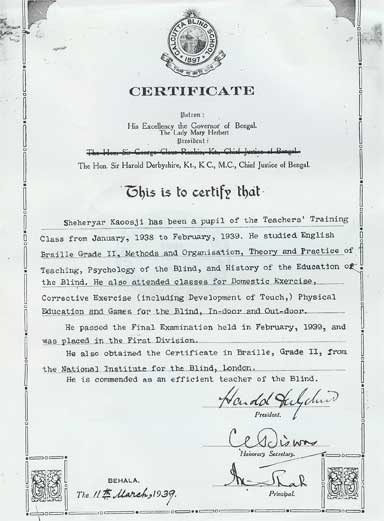 CALCUTTA BLIND SCHOOL
1897
CERTIFICATE
Patron:
His Excellency the Governor of Bengal.
The Lady Mary Herbert
President:
The Hon. Sir George Claus Rankin, Kt., Chief Justice of Bengal
The Hon. Sir Harold Derbyshire, Kt., K C., M.C., Chief Justice of Bengal.
This is to certify that
Sheheryar Kaoosji has been a pupil of the Teachers' Training
Class from January, 1938 to February, 1939. He studied English
Braille Grade II, Methods and Organisation, Theory and Practice of
Teaching, Psychology of the Blind, and History of the Education of
the Blind. He also attended classes for Domestic Exercise,
Corrective Exercise (including Development of Touch,) Physical
Education and Games for the Blind, In-door and Out-door.
He passed the Final Examination held in February, 1939, and
was placed in the First Division.
He also obtained the Certificate in Braille, Grade II, from
the National Institute for the Blind, London.
He is commended as an efficient teacher of the Blind.
President.
Honorary Secretary.
BEHALA.
The 11th March, 1939.
Principal.